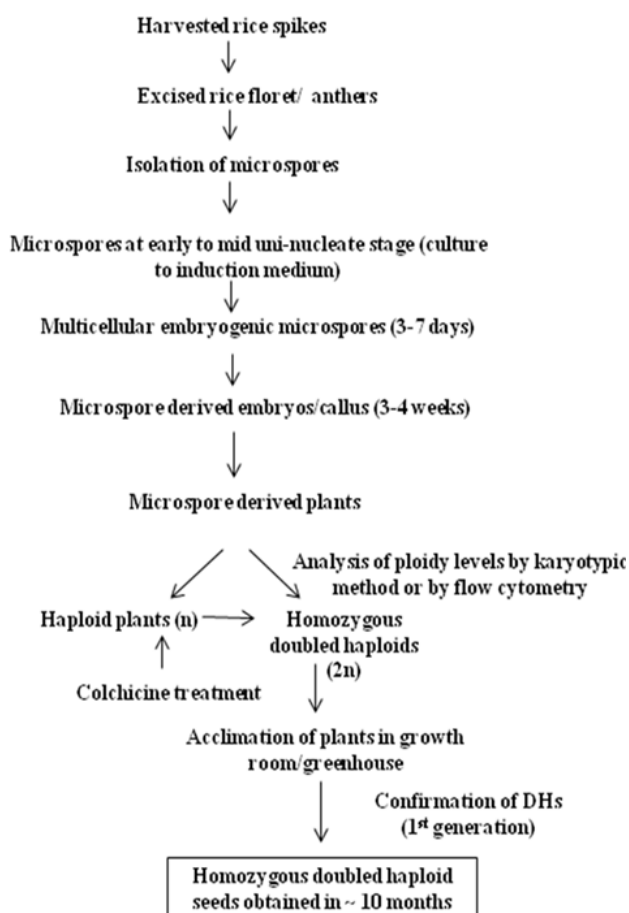 Harvested rice spikes
Excised rice floret/ anthers
Isolation of microspores
Microspores at early to mid uni-nucleate stage (culture
to induction medium)
Multicellular embryogenic microspores (3-7 days)
Microspore derived embryos/callus (3-4 weeks)
Microspore derived plants
Analysis of ploidy levels by karyotypic
method or by flow cytometry
Haploid plants (n)
Homozygous
doubled haploids
(2n)
Colchicine treatment
Acclimation of plants in growth
room/greenhouse
Confirmation of DHs
(1st generation)
Homozygous doubled haploid
seeds obtained in ~ 10 months